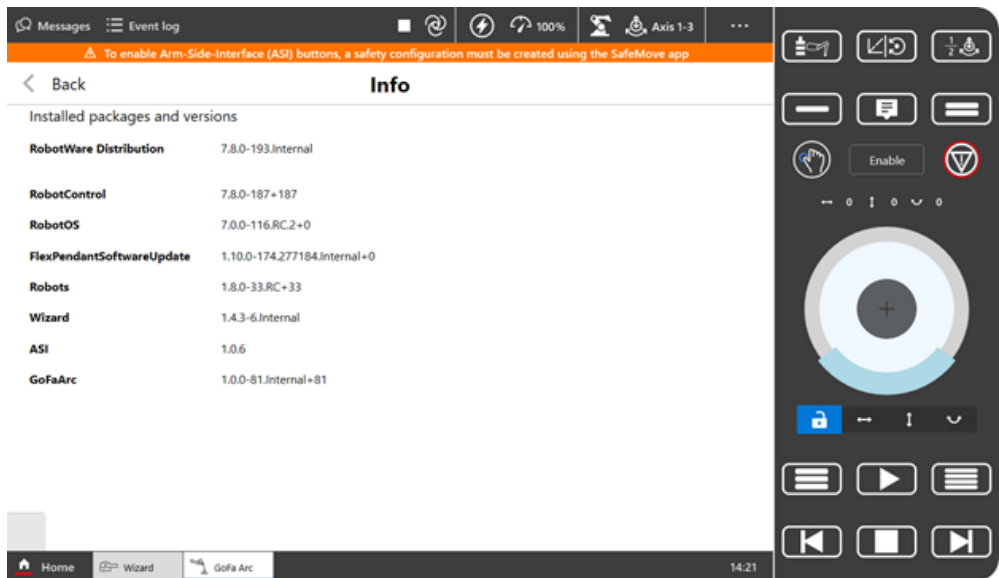 Messages Event log 100% Axis 1-3 ...
To enable Arm-Side-Interface (ASI) buttons, a safety configuration must be created using the SafeMove app
Back Info
Installed packages and versions
RobotWare Distribution 7.8.0-193.Internal
RobotControl 7.8.0-187+187
RobotOS 7.0.0-116.RC.2+0
FlexPendantSoftwareUpdate 1.10.0-174.277184.Internal+0
Robots 1.8.0-33.RC+33
Wizard 1.4.3-6.Internal
ASI 1.0.6
GoFaArc 1.0.0-81.Internal+81
Home Wizard GoFa Arc 14:21
1/2
Enable
0 0 0